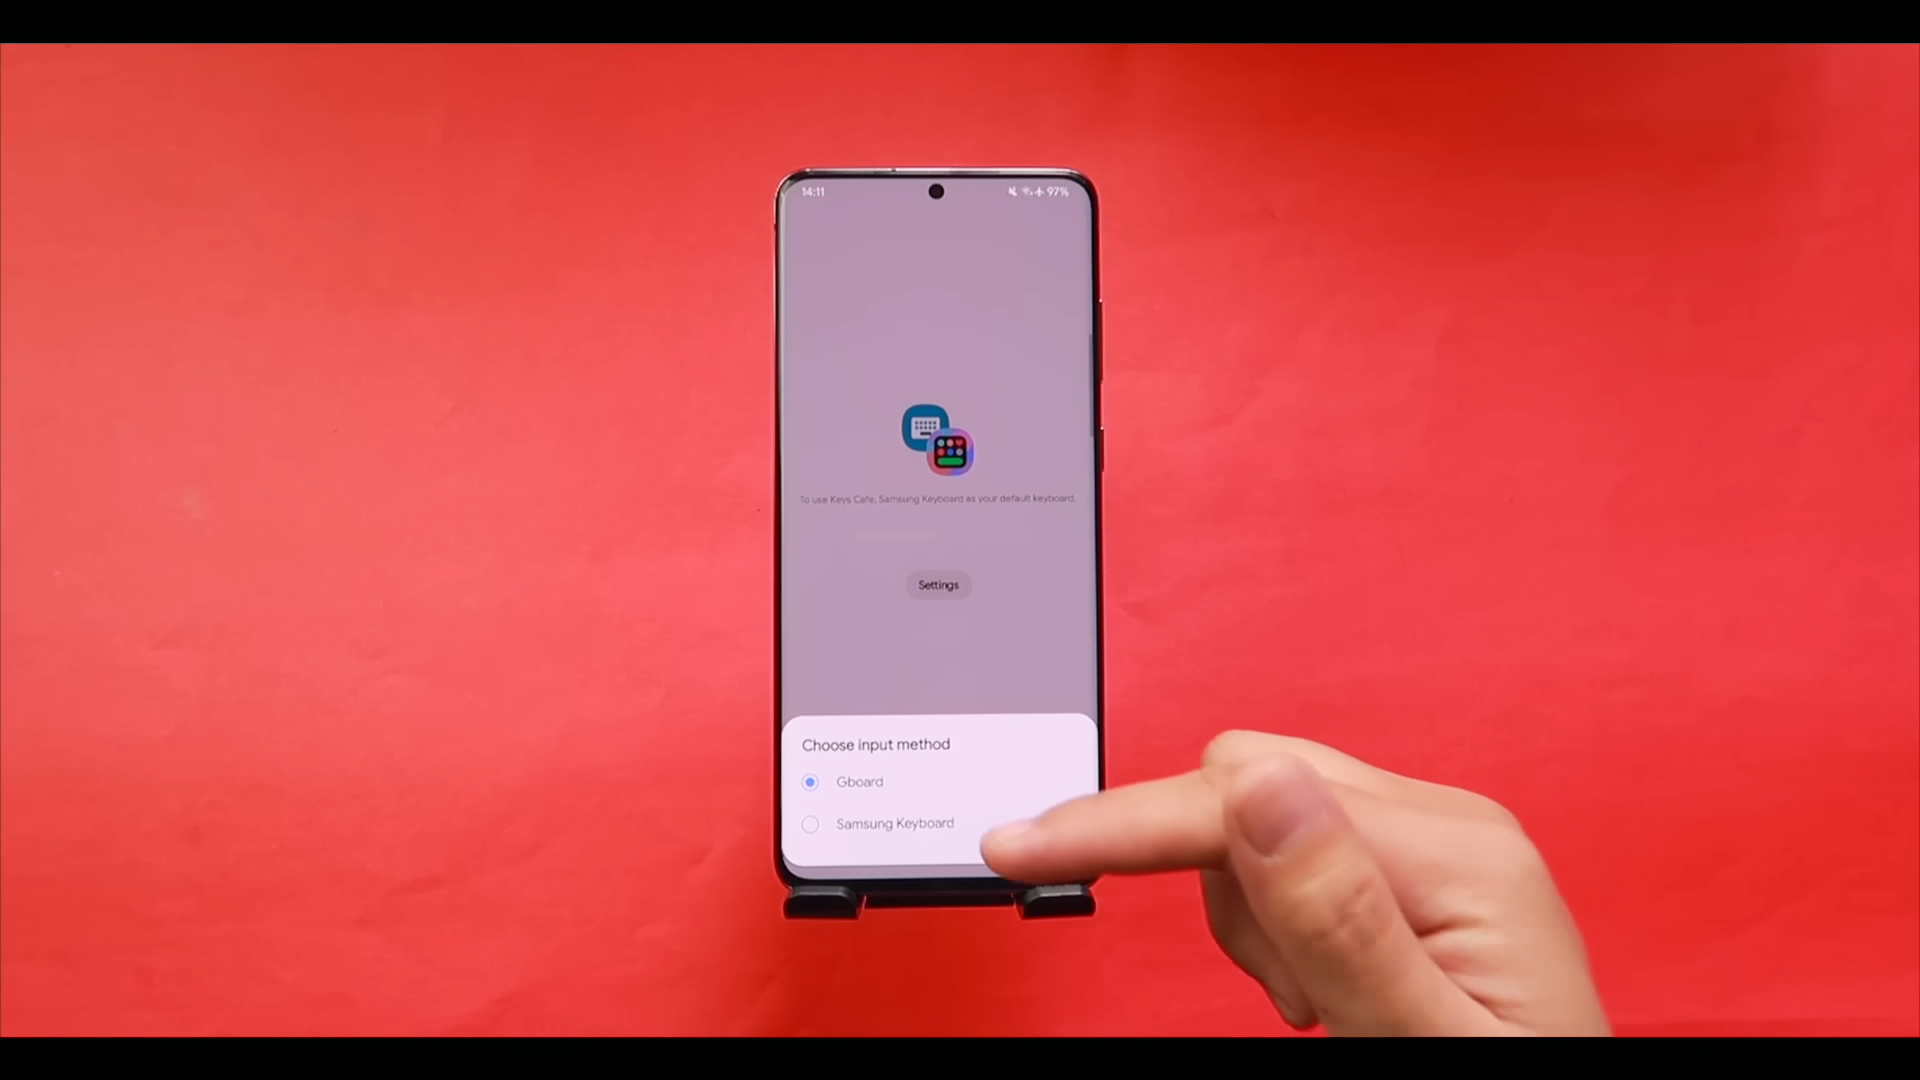 14:11
97%
To use Keys Cafe, Samsung Keyboard as your default keyboard.
Settings
Choose input method
Gboard
Samsung Keyboard